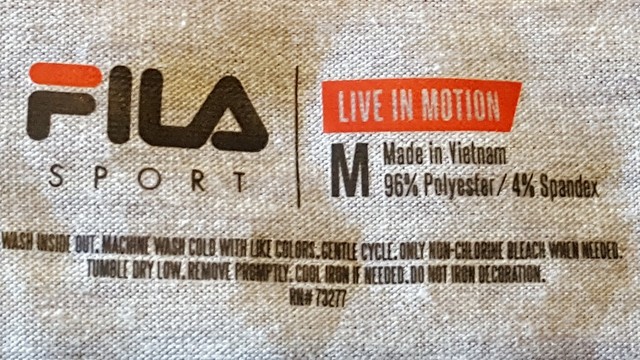 FILA
SPORT
LIVE IN MOTION
M
Made in Vietnam
96% Polyester/ 4% Spandex
WASH INSIDE OUT. MACHINE WASH COLD WITH LIKE COLORS. GENTLE CYCLE. ONLY NON-CHLORINE BLEACH WHEN NEEDED.
TUMBLE DRY LOW. REMOVE PROMPTLY. COOL IRON IF NEEDED. DO NOT IRON DECORATION.
RN# 73277